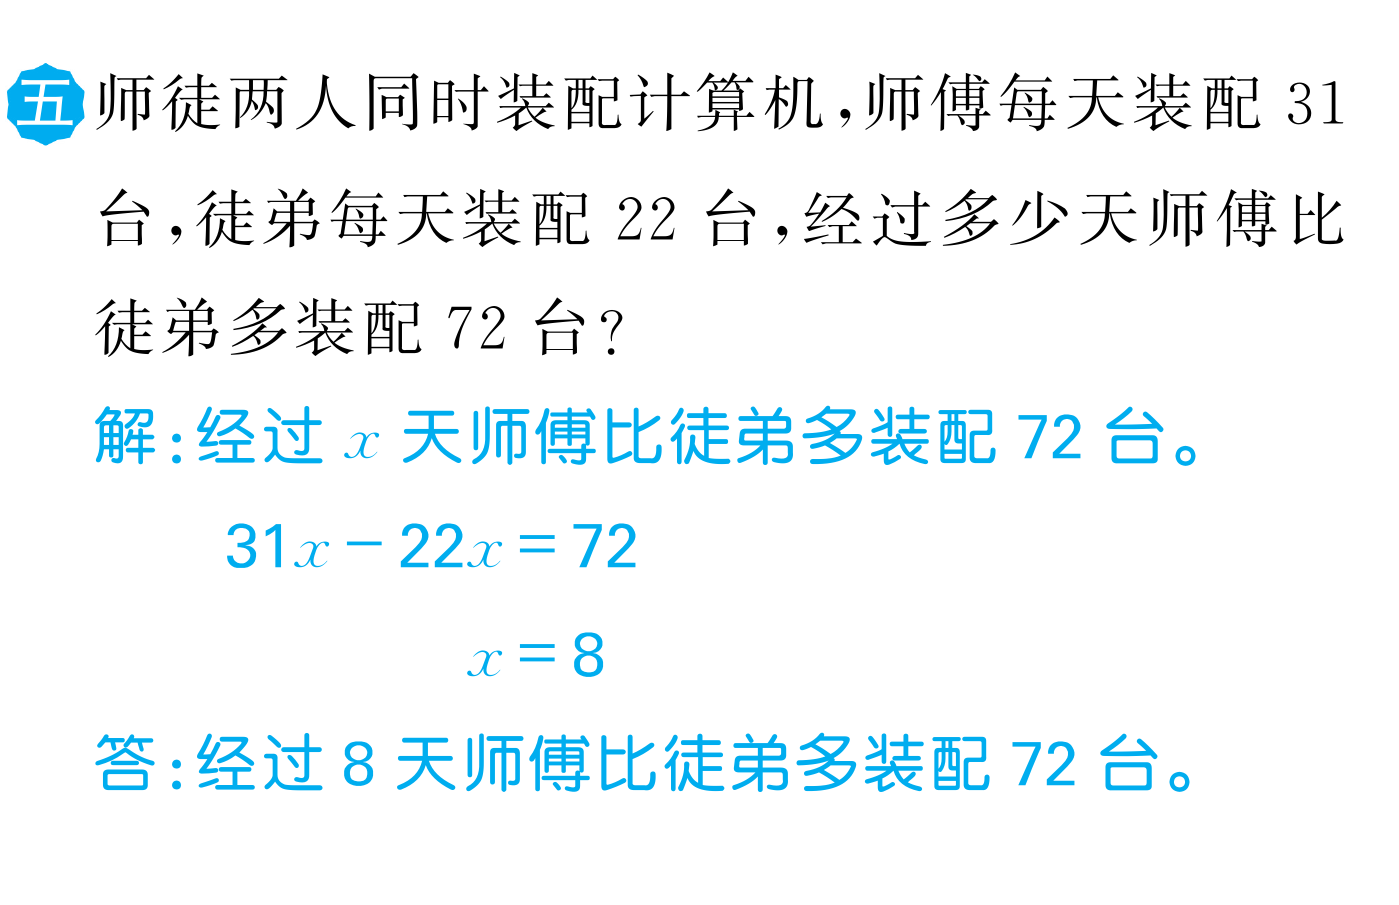 五 师徒两人同时装配计算机,师傅每天装配 31
台,徒弟每天装配 22 台,经过多少天师傅比
徒弟多装配 72 台?
解:经过 x 天师傅比徒弟多装配 72 台。
31x − 22x = 72
x = 8
答:经过 8 天师傅比徒弟多装配 72 台。